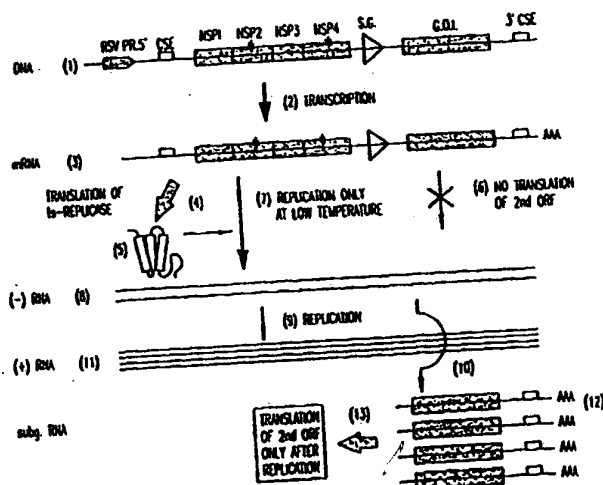 RSV PR.5' CSE NSP1 NSP2 NSP3 NSP4 S.G. G.O.I. 3' CSE
DNA (1)
(2) TRANSCRIPTION
mRNA (3) AAA
TRANSLATION OF
ts-REPLICASE
(4)
(7) REPLICATION ONLY
AT LOW TEMPERATURE
(6) NO TRANSLATION
OF 2nd ORF
(5)
(-) RNA (8)
(9) REPLICATION
(+) RNA (11)
(10)
subg. RNA
TRANSLATION
OF 2nd ORF
ONLY AFTER
REPLICATION
(13)
AAA (12)
AAA
AAA
AAA